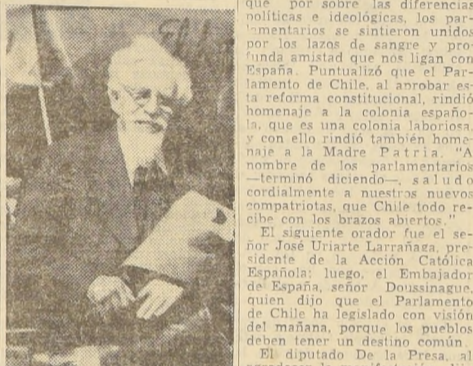 que por sobre las diferencias
políticas e ideológicas, los par-
lamentarios se sintieron unidos
por los lazos de sangre y pro
funda amistad que nos ligan con
España. Puntualizó que el Par-
lamento de Chile, al aprobar es-
ta reforma constitucional, rindió
homenaje a la colonia españo-
la, que es una colonia laboriosa
y con ello rindió también home-
naje a la Madre Patria. "A
nombre de los parlamentarios
—terminó diciendo—, saludo
cordialmente a nuestros nuevos
compatriotas, que Chile todo re-
cibe con los brazos abiertos."
El siguiente orador fue el se-
ñor José Uriarte Larrañaga, pre-
sidente de la Acción Católica
Española; luego, el Embajador
de España, señor Doussinague,
quien dijo que el Parlamento
de Chile ha legislado con visión
del mañana, porque los pueblos
deben tener un destino común.
El diputado De la Presa, al